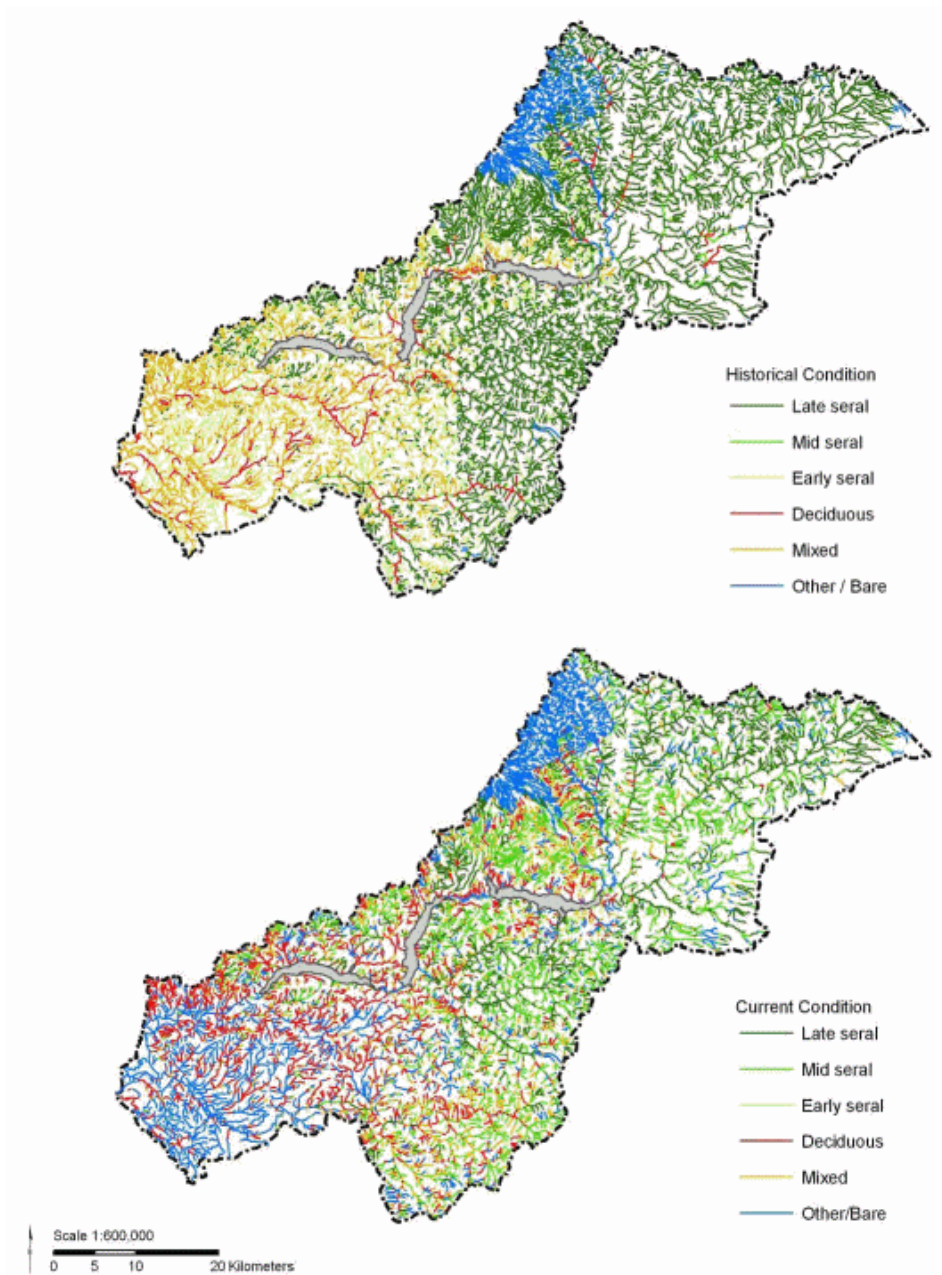 Historical Condition
Late seral
Mid seral
Early seral
Deciduous
Mixed
Other / Bare
Current Condition
Late seral
Mid seral
Early seral
Deciduous
Mixed
Other/Bare
Scale 1:600,000
0 5 10 20 Kilometers